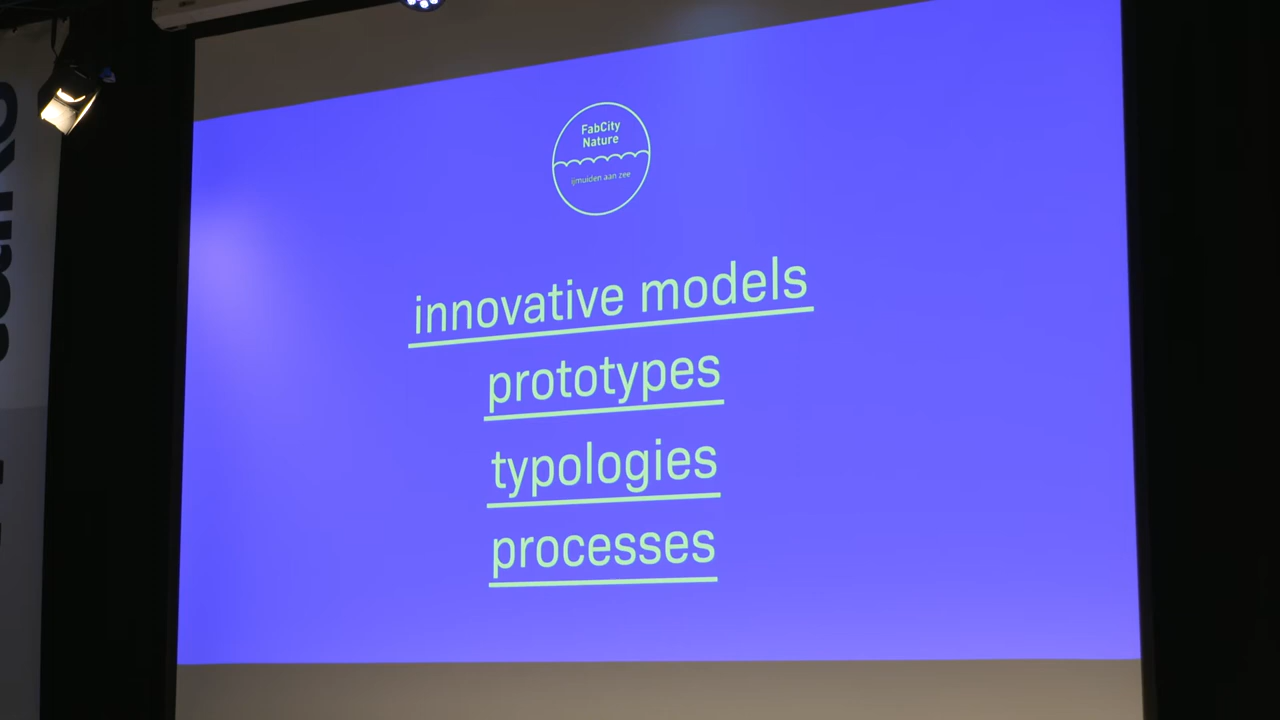 FabCity
Nature
ijmuiden aan zee
innovative models
prototypes
typologies
processes